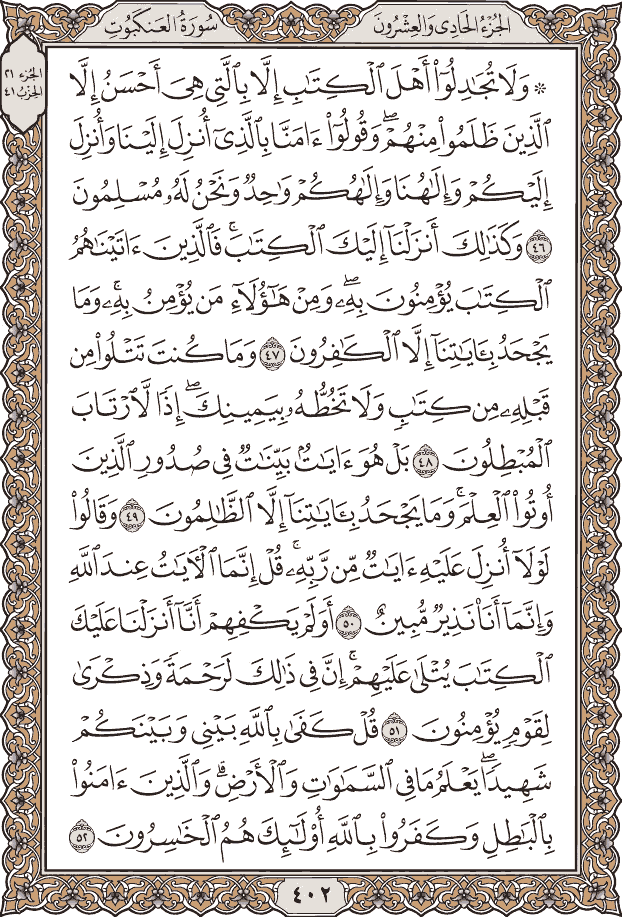 الجُزْءُ الحَادِي وَالعِشْرُونَ
سُورَةُ العَنكَبُوتِ
الجُزء ٢١
الحِزب ٤١
۞ وَلَا تُجَٰدِلُوٓاْ أَهۡلَ ٱلۡكِتَٰبِ إِلَّا بِٱلَّتِي هِيَ أَحۡسَنُ إِلَّا
ٱلَّذِينَ ظَلَمُواْ مِنۡهُمۡۖ وَقُولُوٓاْ ءَامَنَّا بِٱلَّذِيٓ أُنزِلَ إِلَيۡنَا وَأُنزِلَ
إِلَيۡكُمۡ وَإِلَٰهُنَا وَإِلَٰهُكُمۡ وَٰحِدٞ وَنَحۡنُ لَهُۥ مُسۡلِمُونَ
٤٦ وَكَذَٰلِكَ أَنزَلۡنَآ إِلَيۡكَ ٱلۡكِتَٰبَۚ فَٱلَّذِينَ ءَاتَيۡنَٰهُمُ
ٱلۡكِتَٰبَ يُؤۡمِنُونَ بِهِۦۖ وَمِنۡ هَٰٓؤُلَآءِ مَن يُؤۡمِنُ بِهِۦۚ وَمَا
يَجۡحَدُ بِـَٔايَٰتِنَآ إِلَّا ٱلۡكَٰفِرُونَ ٤٧ وَمَا كُنتَ تَتۡلُواْ مِن
قَبۡلِهِۦ مِن كِتَٰبٖ وَلَا تَخُطُّهُۥ بِيَمِينِكَۖ إِذٗا لَّٱرۡتَابَ
ٱلۡمُبۡطِلُونَ ٤٨ بَلۡ هُوَ ءَايَٰتُۢ بَيِّنَٰتٞ فِي صُدُورِ ٱلَّذِينَ
أُوتُواْ ٱلۡعِلۡمَۚ وَمَا يَجۡحَدُ بِـَٔايَٰتِنَآ إِلَّا ٱلظَّٰلِمُونَ ٤٩ وَقَالُواْ
لَوۡلَآ أُنزِلَ عَلَيۡهِ ءَايَٰتٞ مِّن رَّبِّهِۦۚ قُلۡ إِنَّمَا ٱلۡأٓيَٰتُ عِندَ ٱللَّهِ
وَإِنَّمَآ أَنَا۠ نَذِيرٞ مُّبِينٌ ٥٠ أَوَلَمۡ يَكۡفِهِمۡ أَنَّآ أَنزَلۡنَا عَلَيۡكَ
ٱلۡكِتَٰبَ يُتۡلَىٰ عَلَيۡهِمۡۚ إِنَّ فِي ذَٰلِكَ لَرَحۡمَةٗ وَذِكۡرَىٰ
لِقَوۡمٖ يُؤۡمِنُونَ ٥١ قُلۡ كَفَىٰ بِٱللَّهِ بَيۡنِي وَبَيۡنَكُمۡ
شَهِيدٗاۖ يَعۡلَمُ مَا فِي ٱلسَّمَٰوَٰتِ وَٱلۡأَرۡضِۗ وَٱلَّذِينَ ءَامَنُواْ
بِٱلۡبَٰطِلِ وَكَفَرُواْ بِٱللَّهِ أُوْلَٰٓئِكَ هُمُ ٱلۡخَٰسِرُونَ ٥٢
٤٠٢